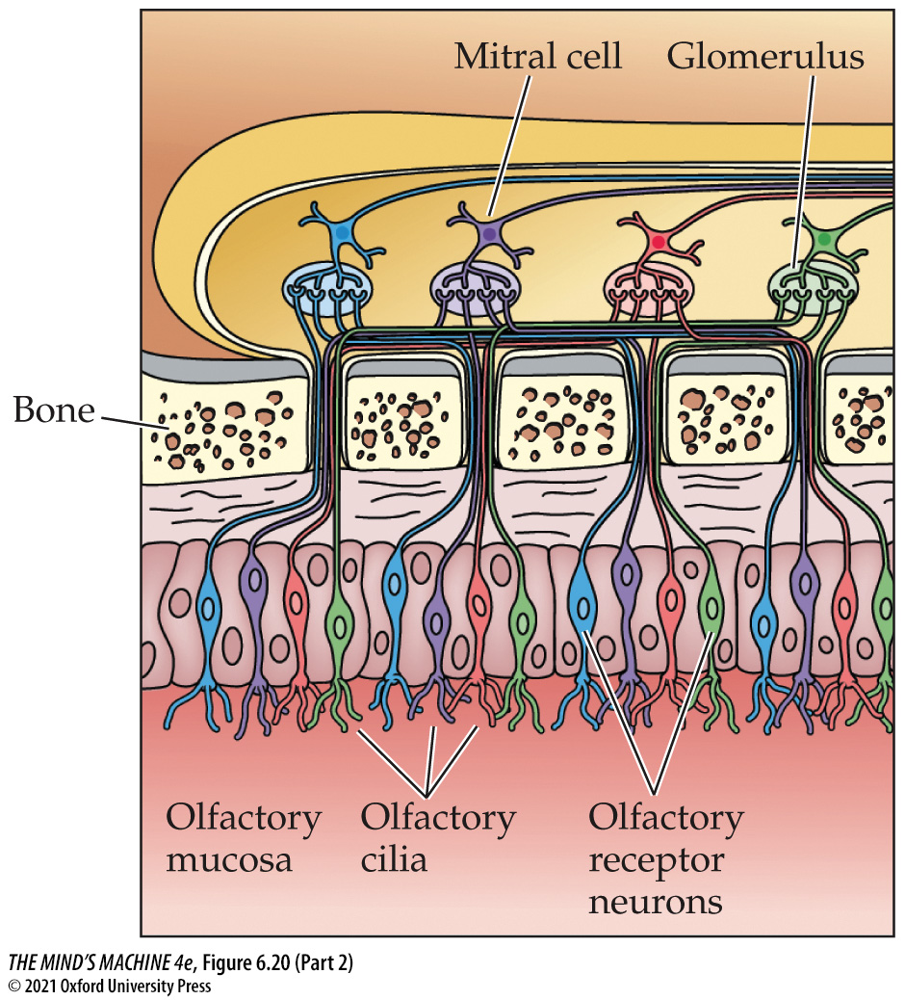 Mitral cell
Glomerulus
Bone
Olfactory
mucosa
Olfactory
cilia
Olfactory
receptor
neurons
THE MIND'S MACHINE 4e, Figure 6.20 (Part 2)
© 2021 Oxford University Press